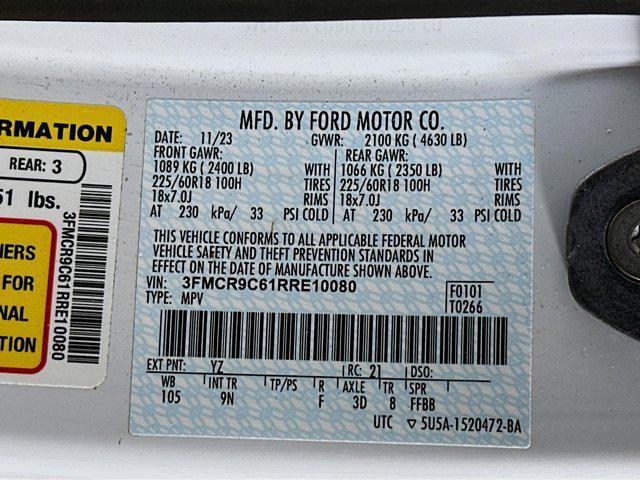 RMATION
REAR: 3
51 lbs.
NERS
FOR
NAL
TION
3FMCR9C61RRE10080
MFD. BY FORD MOTOR CO.
DATE: 11/23 GVWR: 2100 KG ( 4630 LB)
FRONT GAWR: REAR GAWR:
1089 KG ( 2400 LB) WITH 1066 KG ( 2350 LB) WITH
225/60R18 100H TIRES 225/60R18 100H TIRES
18x7.0J RIMS 18x7.0J RIMS
AT 230 kPa/ 33 PSI COLD AT 230 kPa/ 33 PSI COLD
THIS VEHICLE CONFORMS TO ALL APPLICABLE FEDERAL MOTOR
VEHICLE SAFETY AND THEFT PREVENTION STANDARDS IN
EFFECT ON THE DATE OF MANUFACTURE SHOWN ABOVE.
VIN: 3FMCR9C61RRE10080 F0101
TYPE: MPV T0266
EXT PNT: YZ RC: 21 DSO:
WB INT TR TP/PS R AXLE TR SPR
105 9N F 3D 8 FFBB
UTC ▽ 5U5A-1520472-BA